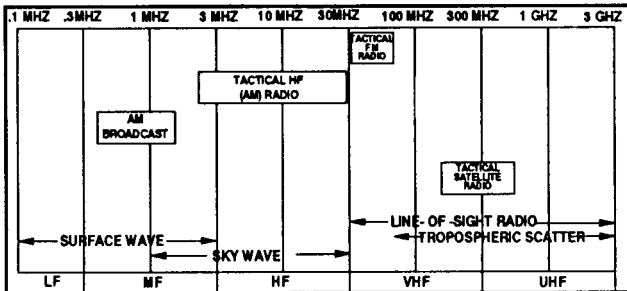 .1 MHZ .3MHZ 1 MHZ 3 MHZ 10 MHZ 30MHZ 100 MHZ 300 MHZ 1 GHZ 3 GHZ
TACTICAL
FM
RADIO
TACTICAL HF
(AM) RADIO
AM
BROADCAST
TACTICAL
SATELLITE
RADIO
LINE- OF -SIGHT RADIO
SURFACE WAVE
TROPOSPHERIC SCATTER
SKY WAVE
LF MF HF VHF UHF